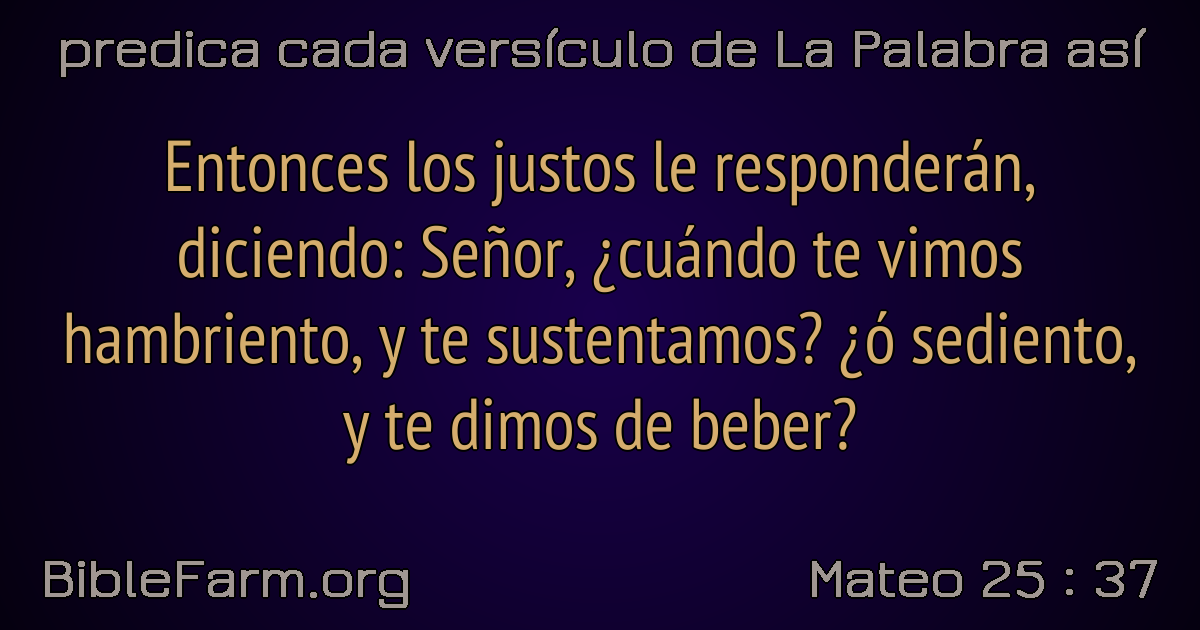 predica cada versículo de La Palabra así
Entonces los justos le responderán,
diciendo: Señor, ¿cuándo te vimos
hambriento, y te sustentamos? ¿ó sediento,
y te dimos de beber?
BibleFarm.org
Mateo 25 : 37